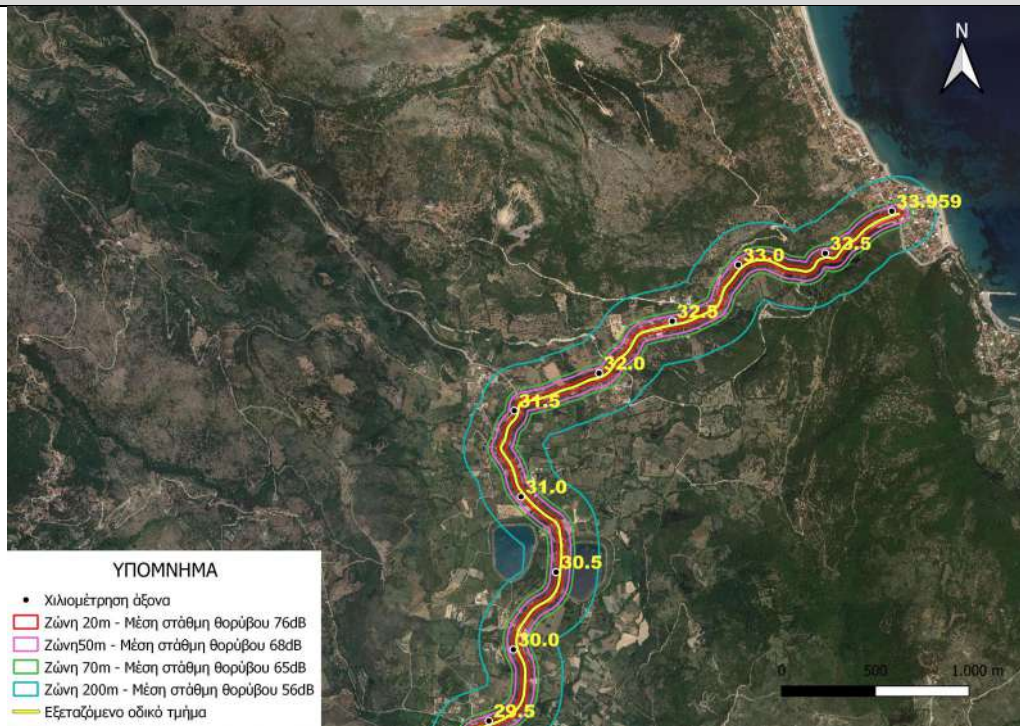 N
33.959
33.5
33.0
32.5
32.0
31.5
31.0
30.5
30.0
29.5
ΥΠΟΜΝΗΜΑ
Χιλιομέτρηση άξονα
Ζώνη 20m - Μέση στάθμη θορύβου 76dB
Ζώνη50m - Μέση στάθμη θορύβου 68dB
Ζώνη 70m - Μέση στάθμη θορύβου 65dB
Ζώνη 200m - Μέση στάθμη θορύβου 56dB
Εξεταζόμενο οδικό τμήμα
0 500 1.000 m